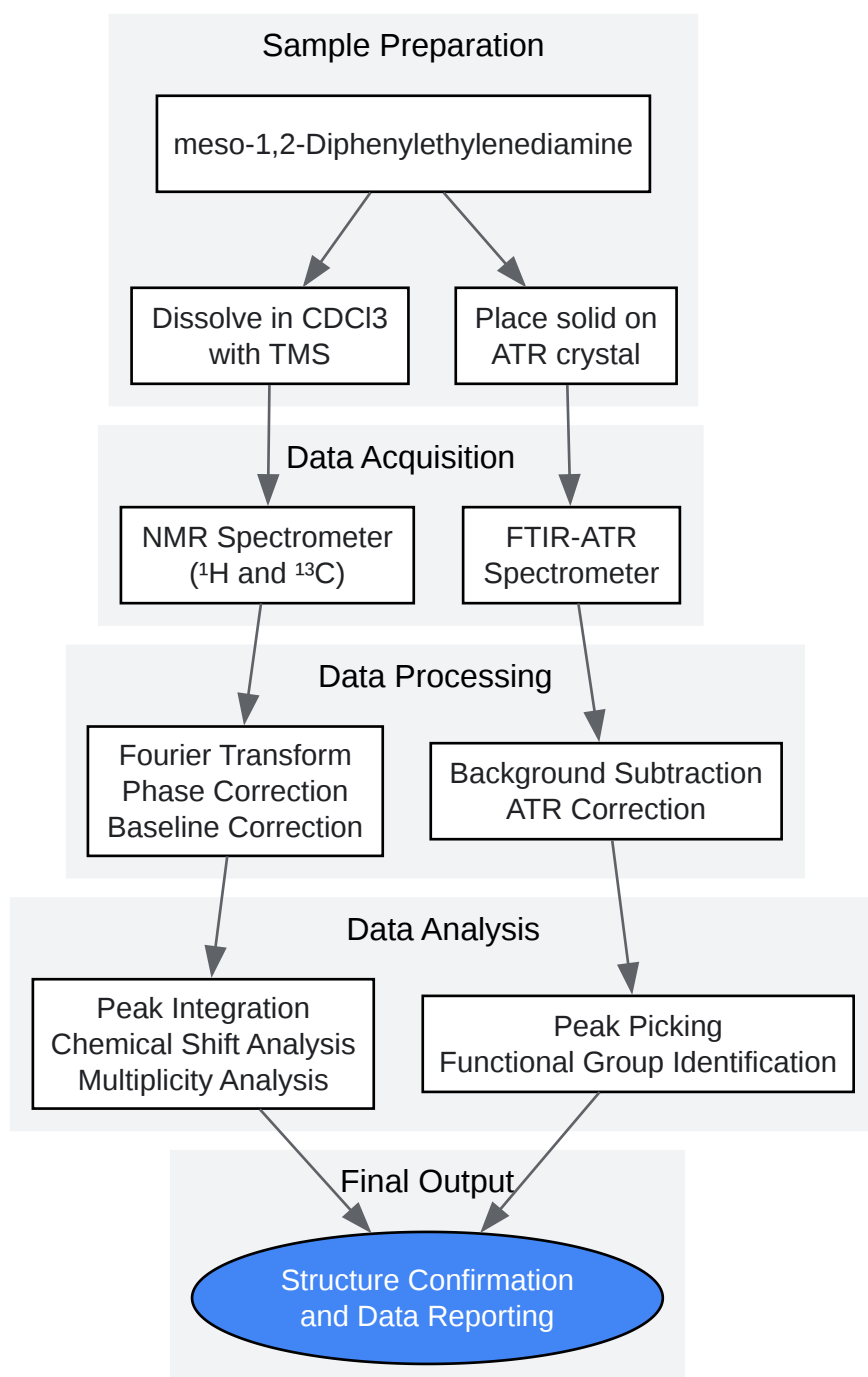 Sample Preparation
meso-1,2-Diphenylethylenediamine
Dissolve in CDCl3
with TMS
Place solid on
ATR crystal
Data Acquisition
NMR Spectrometer
(¹H and ¹³C)
FTIR-ATR
Spectrometer
Data Processing
Fourier Transform
Phase Correction
Baseline Correction
Background Subtraction
ATR Correction
Data Analysis
Peak Integration
Chemical Shift Analysis
Multiplicity Analysis
Peak Picking
Functional Group Identification
Final Output
Structure Confirmation
and Data Reporting